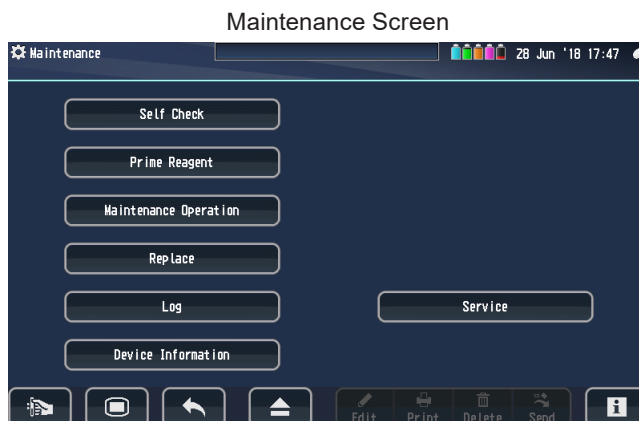 Maintenance Screen
Maintenance
28 Jun '18 17:47
Self Check
Prime Reagent
Maintenance Operation
Replace
Log
Service
Device Information
Edit Print Delete Send
i